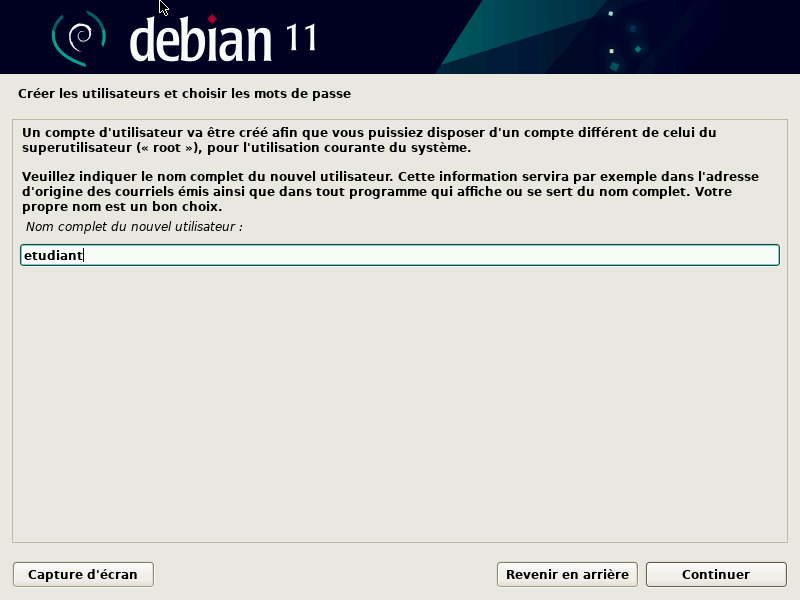 debian 11
Créer les utilisateurs et choisir les mots de passe
Un compte d'utilisateur va être créé afin que vous puissiez disposer d'un compte différent de celui du
superutilisateur (« root »), pour l'utilisation courante du système.
Veuillez indiquer le nom complet du nouvel utilisateur. Cette information servira par exemple dans l'adresse
d'origine des courriels émis ainsi que dans tout programme qui affiche ou se sert du nom complet. Votre
propre nom est un bon choix.
Nom complet du nouvel utilisateur :
etudiant
Capture d'écran Revenir en arrière Continuer